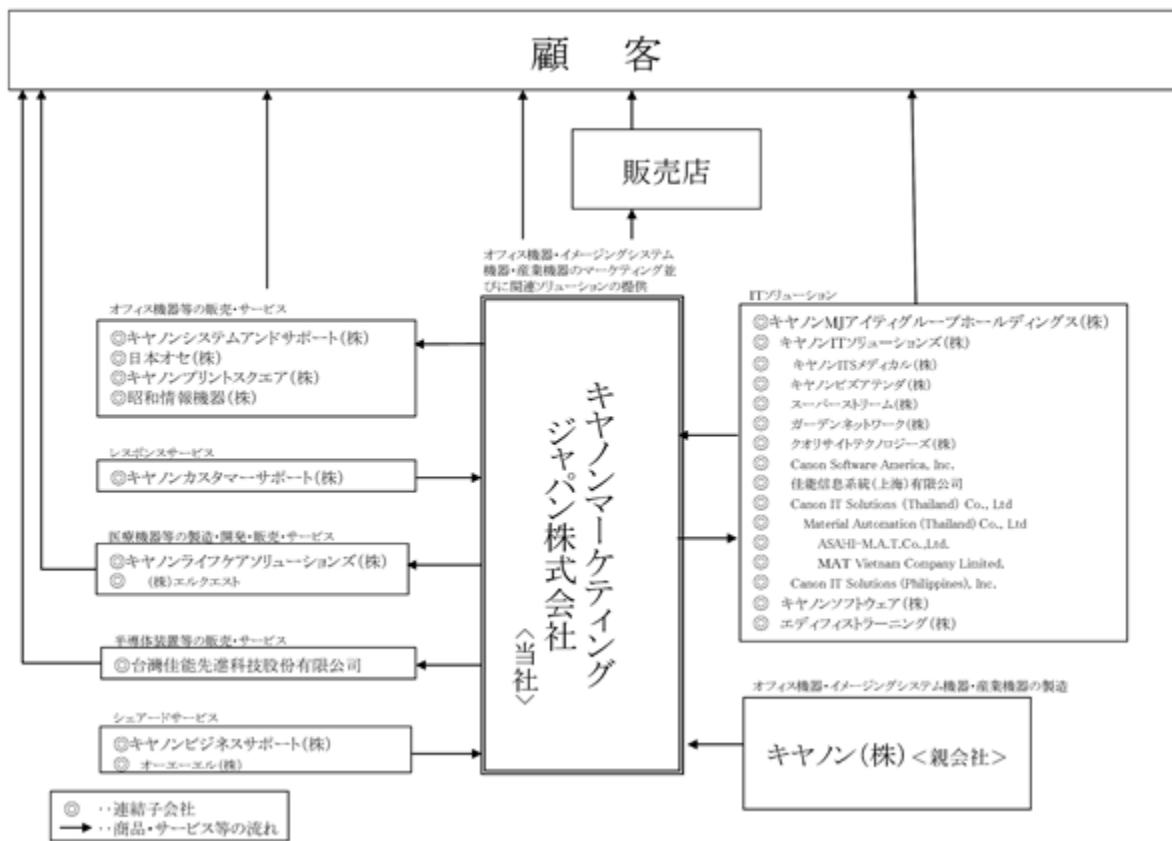 顧　客
販売店
オフィス機器・イメージングシステム
機器・産業機器のマーケティング並
びに関連ソリューションの提供
オフィス機器等の販売・サービス
◎キヤノンシステムアンドサポート(株)
◎日本オセ(株)
◎キヤノンプリントスクエア(株)
◎昭和情報機器(株)
レスポンスサービス
◎キヤノンカスタマーサポート(株)
医療機器等の製造・開発・販売・サービス
◎キヤノンライフケアソリューションズ(株)
◎　(株)エルクエスト
半導体装置等の販売・サービス
◎台灣佳能先進科技股份有限公司
シェアードサービス
◎キヤノンビジネスサポート(株)
◎　オーエーエル(株)
キヤノンマーケティング
ジャパン株式会社
＜当社＞
ITソリューション
◎キヤノンMJアイティグループホールディングス(株)
◎　キヤノンITソリューションズ(株)
◎　キヤノンITSメディカル(株)
◎　キヤノンビズアテンダ(株)
◎　スーパーストリーム(株)
◎　ガーデンネットワーク(株)
◎　クオリサイトテクノロジーズ(株)
◎　Canon Software America, Inc.
◎　佳能信息系統(上海)有限公司
◎　Canon IT Solutions (Thailand) Co., Ltd
◎　Material Automation (Thailand) Co., Ltd
◎　ASAHI-M.A.T.Co.,Ltd.
◎　MAT Vietnam Company Limited.
◎　Canon IT Solutions (Philippines), Inc.
◎　キヤノンソフトウェア(株)
◎　エディフィストラーニング(株)
オフィス機器・イメージングシステム機器・産業機器の製造
キヤノン(株)＜親会社＞
◎　‥連結子会社
‥商品・サービス等の流れ